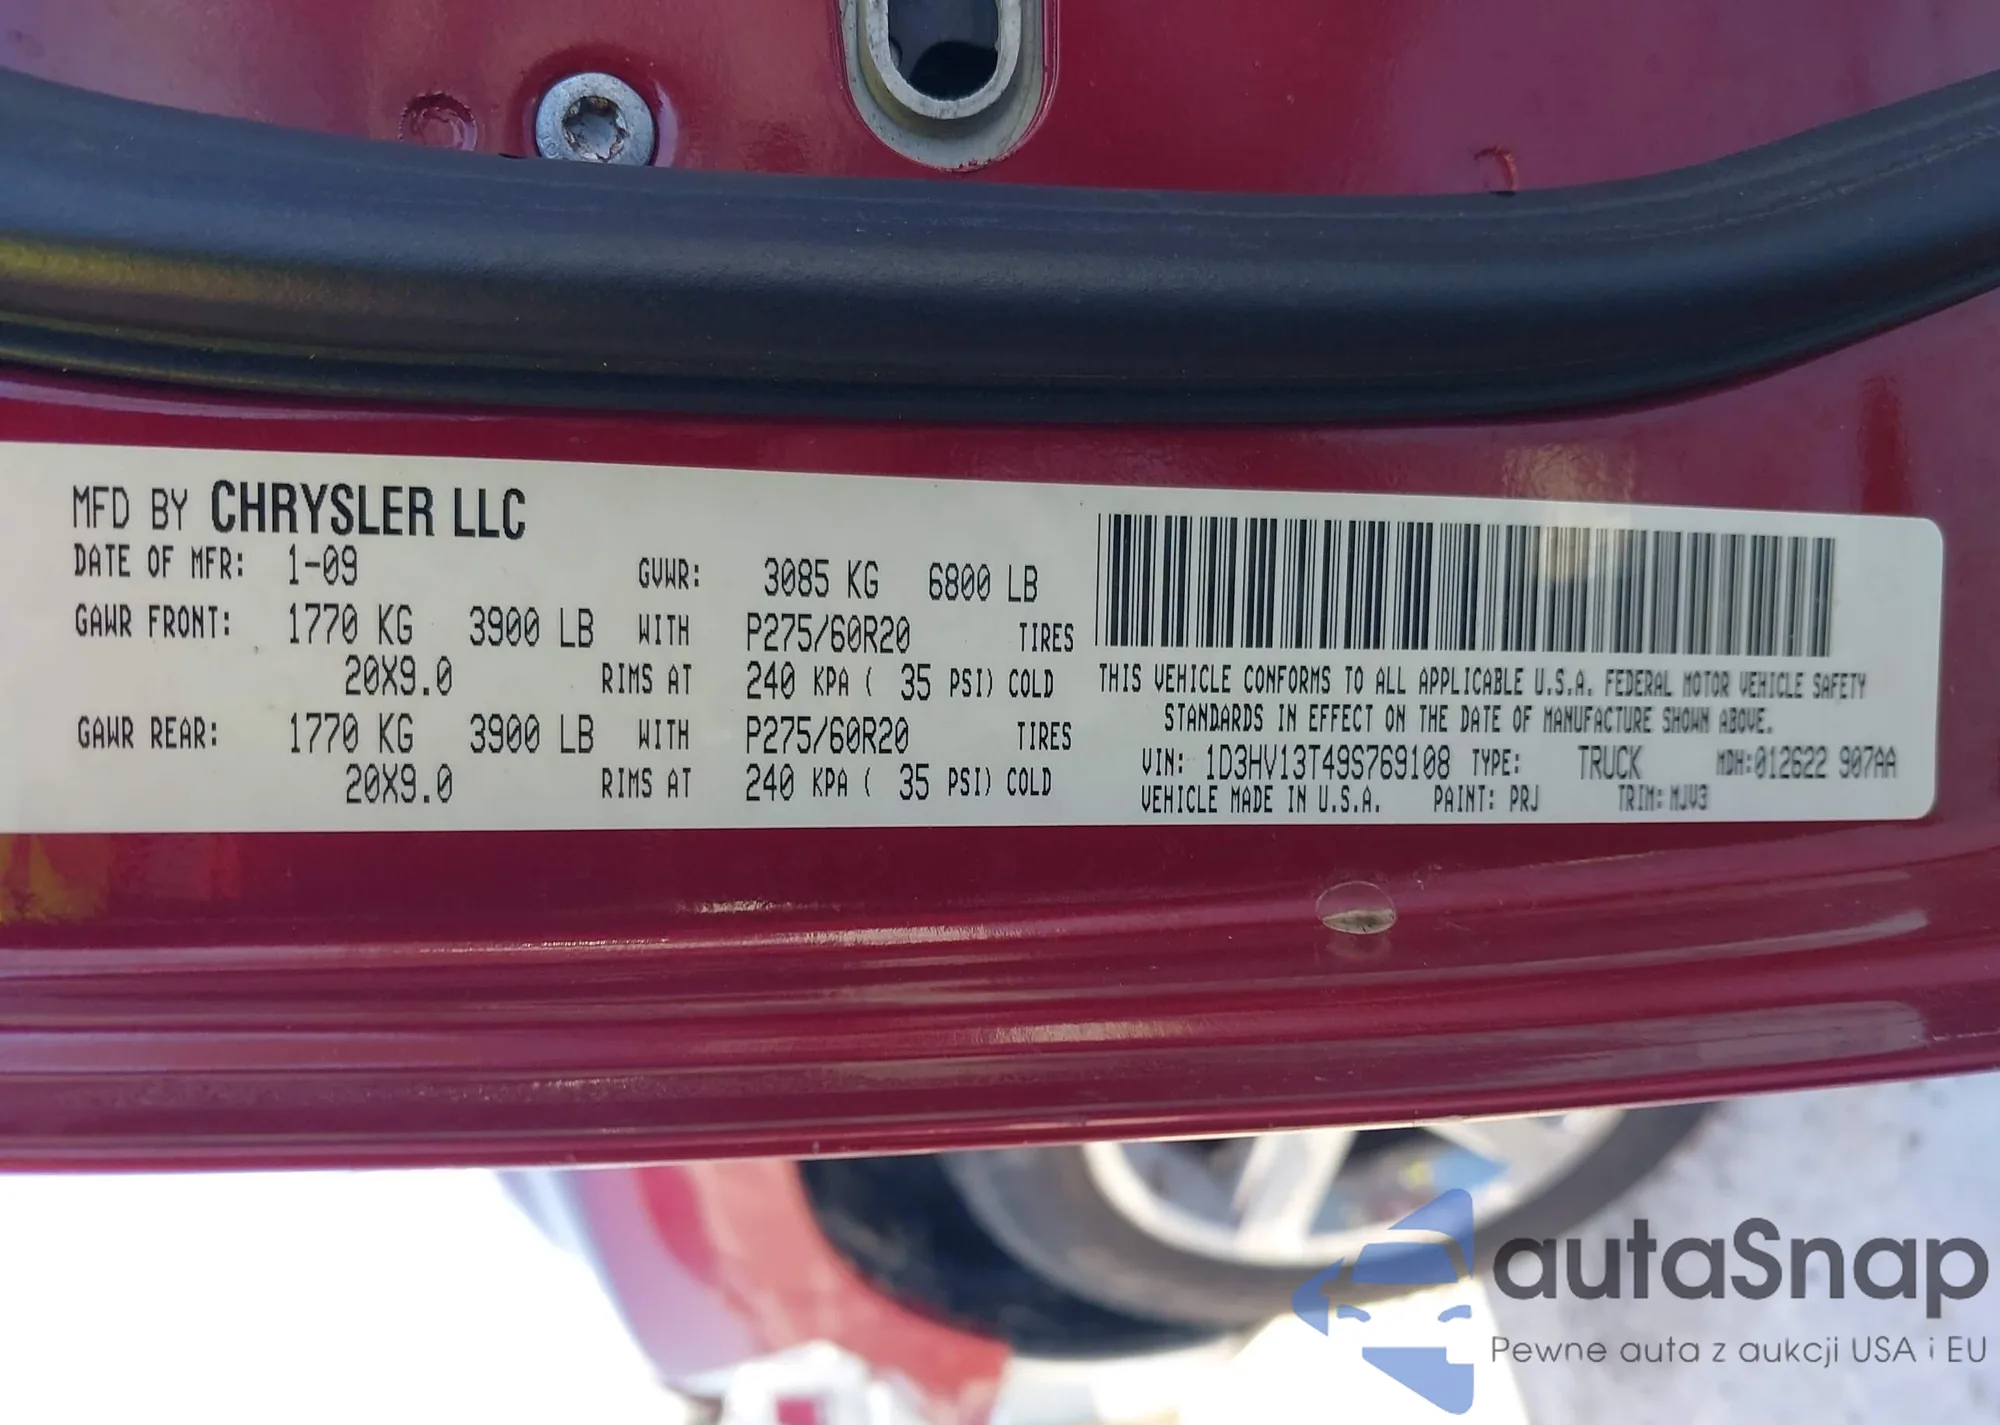 MFD BY CHRYSLER LLC
DATE OF MFR: 1-09 GVWR: 3085 KG 6800 LB
GAWR FRONT: 1770 KG 3900 LB WITH P275/60R20 TIRES
20X9.0 RIMS AT 240 KPA ( 35 PSI) COLD
GAWR REAR: 1770 KG 3900 LB WITH P275/60R20 TIRES
20X9.0 RIMS AT 240 KPA ( 35 PSI) COLD
THIS VEHICLE CONFORMS TO ALL APPLICABLE U.S.A. FEDERAL MOTOR VEHICLE SAFETY
STANDARDS IN EFFECT ON THE DATE OF MANUFACTURE SHOWN ABOVE.
VIN: 1D3HV13T49S769108 TYPE: TRUCK MDH:012622 907AA
VEHICLE MADE IN U.S.A. PAINT: PRJ TRIM: MJV3
autaSnap
Pewne auta z aukcji USA i EU